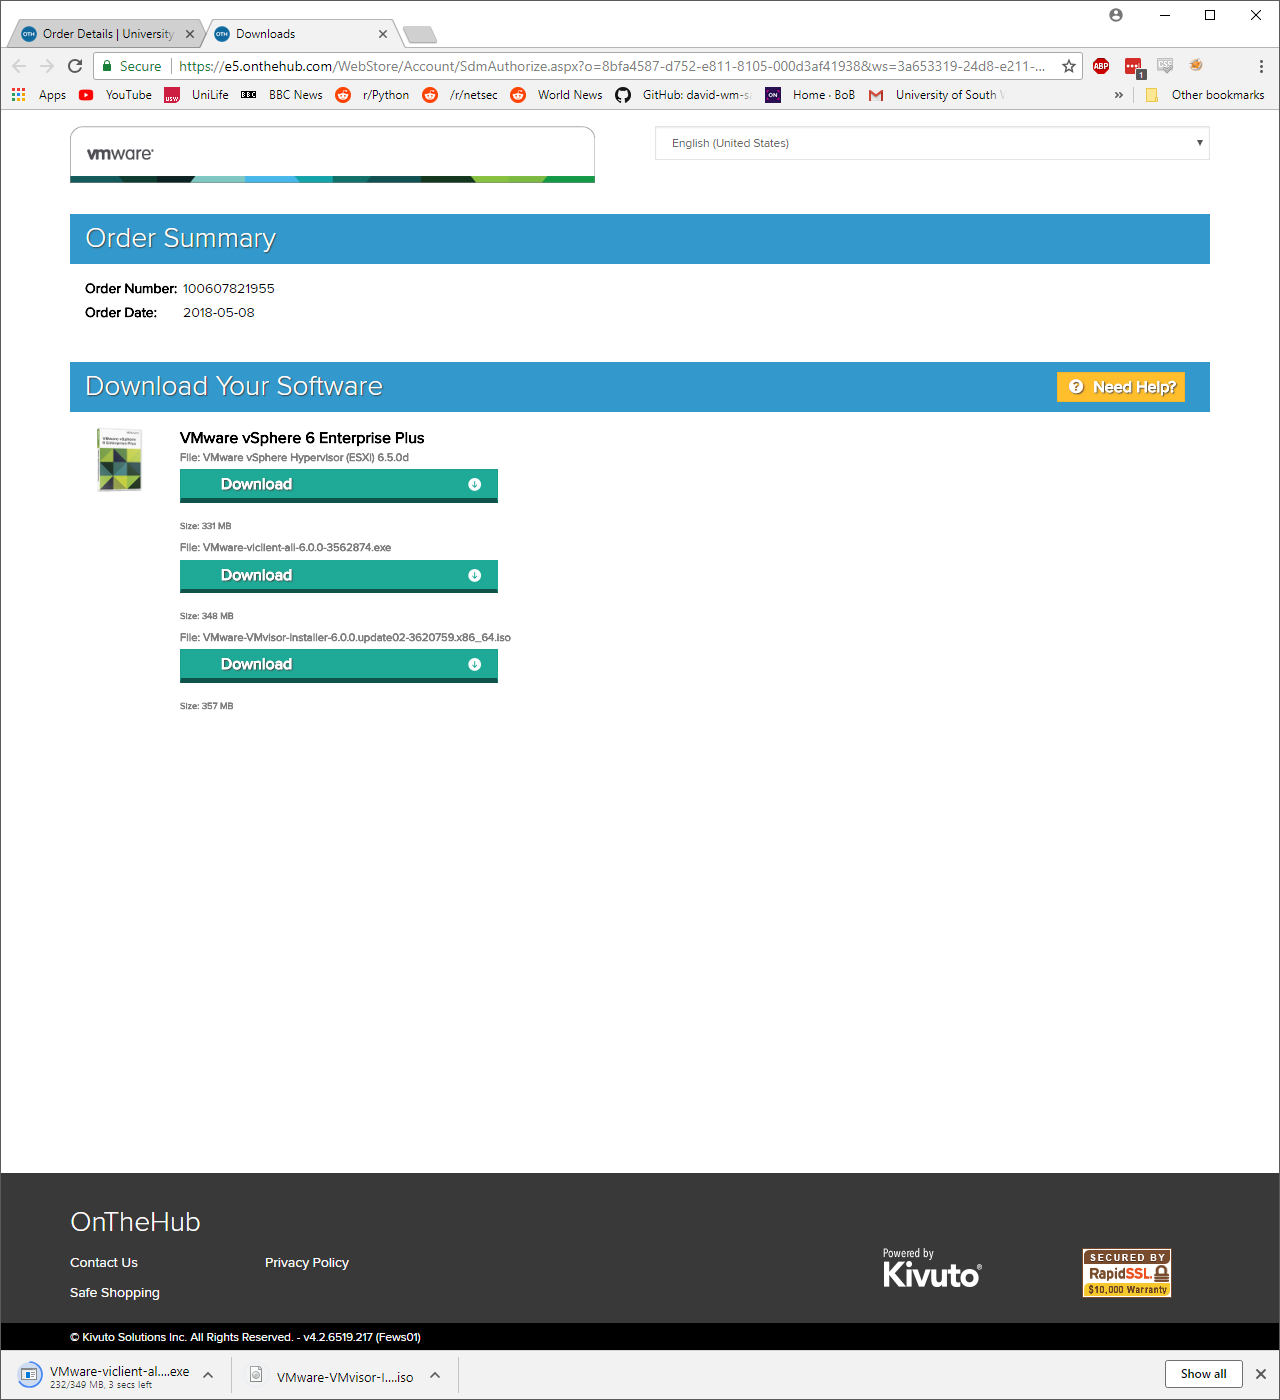 Order Details | University
Downloads
Secure
https://e5.onthehub.com/WebStore/Account/SdmAuthorize.aspx?o=8bfa4587-d752-e811-8105-000d3af41938&ws=3a653319-24d8-e211-...
ABP
1
CSS
Apps
YouTube
UniLife
BBC News
r/Python
/r/netsec
World News
GitHub: david-wm-s
Home · BoB
University of South
»
Other bookmarks
vmware
English (United States)
Order Summary
Order Number: 100607821955
Order Date: 2018-05-08
Download Your Software
Need Help?
VMware vSphere 6 Enterprise Plus
File: VMware vSphere Hypervisor (ESXi) 6.5.0d
Download
Size: 331 MB
File: VMware-viclient-all-6.0.0-3562874.exe
Download
Size: 348 MB
File: VMware-VMvisor-Installer-6.0.0.update02-3620759.x86_64.iso
Download
Size: 357 MB
OnTheHub
Contact Us
Privacy Policy
Safe Shopping
Powered by
Kivuto®
SECURED BY
RapidSSL.
$10,000 Warranty
© Kivuto Solutions Inc. All Rights Reserved. - v4.2.6519.217 (Fews01)
VMware-viclient-al....exe
232/349 MB, 3 secs left
VMware-VMvisor-I....iso
Show all